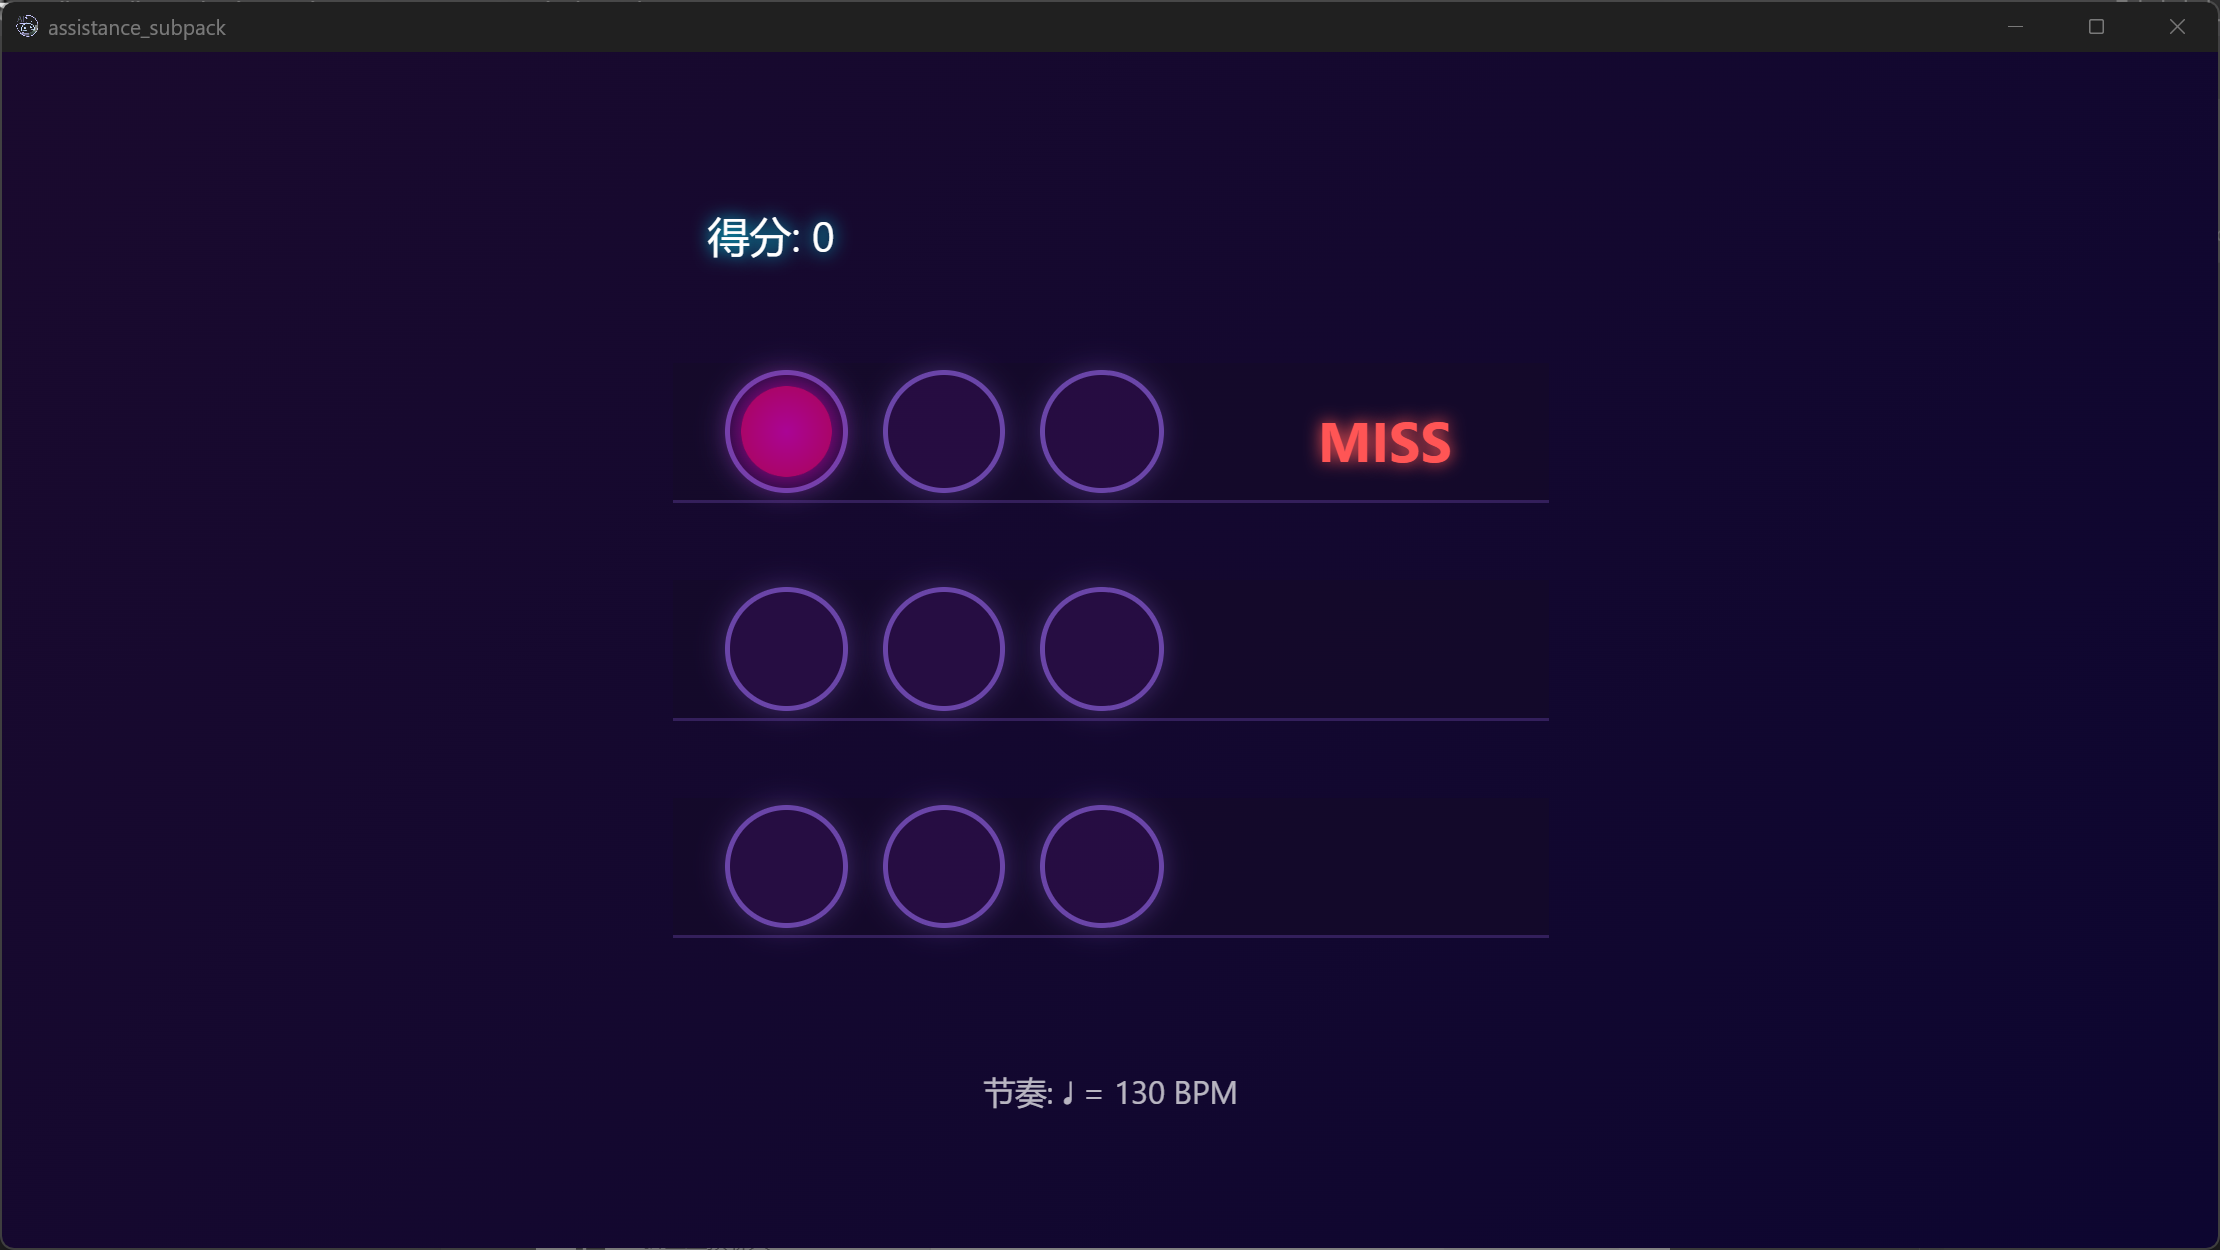 assistance_subpack
得分: 0
MISS
节奏: ♩ = 130 BPM